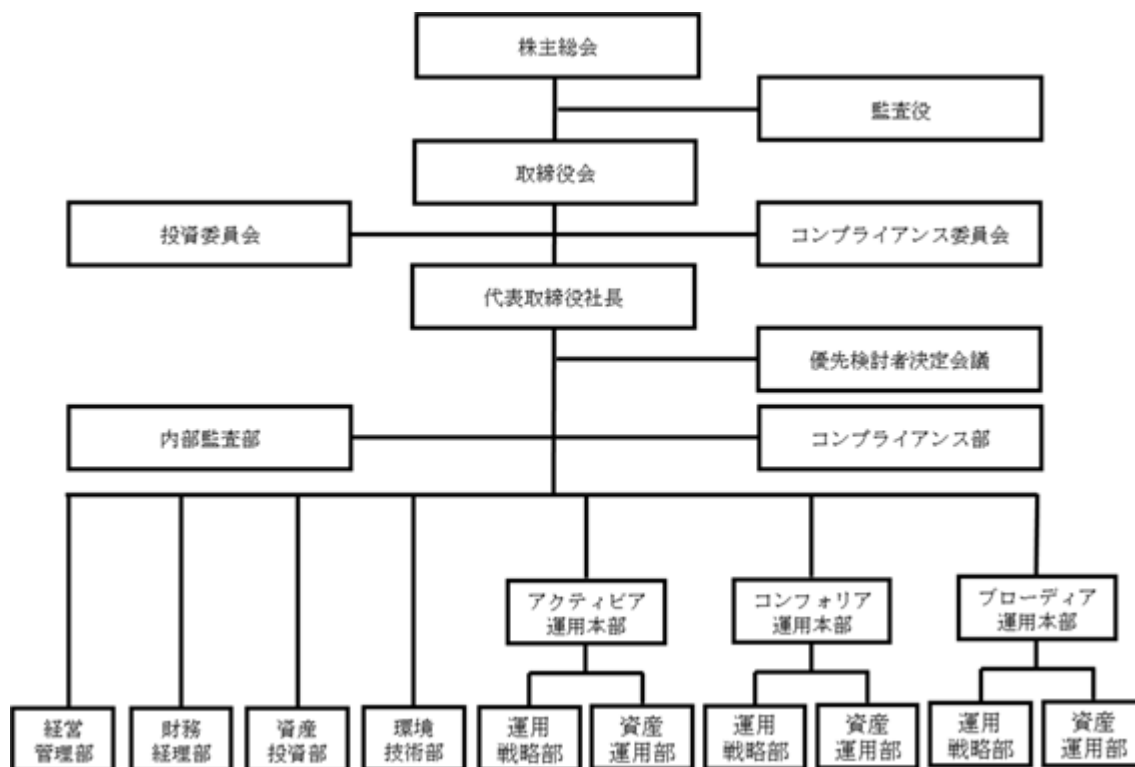 株主総会
監査役
取締役会
投資委員会
コンプライアンス委員会
代表取締役社長
優先検討者決定会議
内部監査部
コンプライアンス部
アクティビア
運用本部
コンフォリア
運用本部
ブローディア
運用本部
経営
管理部
財務
経理部
資産
投資部
環境
技術部
運用
戦略部
資産
運用部
運用
戦略部
資産
運用部
運用
戦略部
資産
運用部